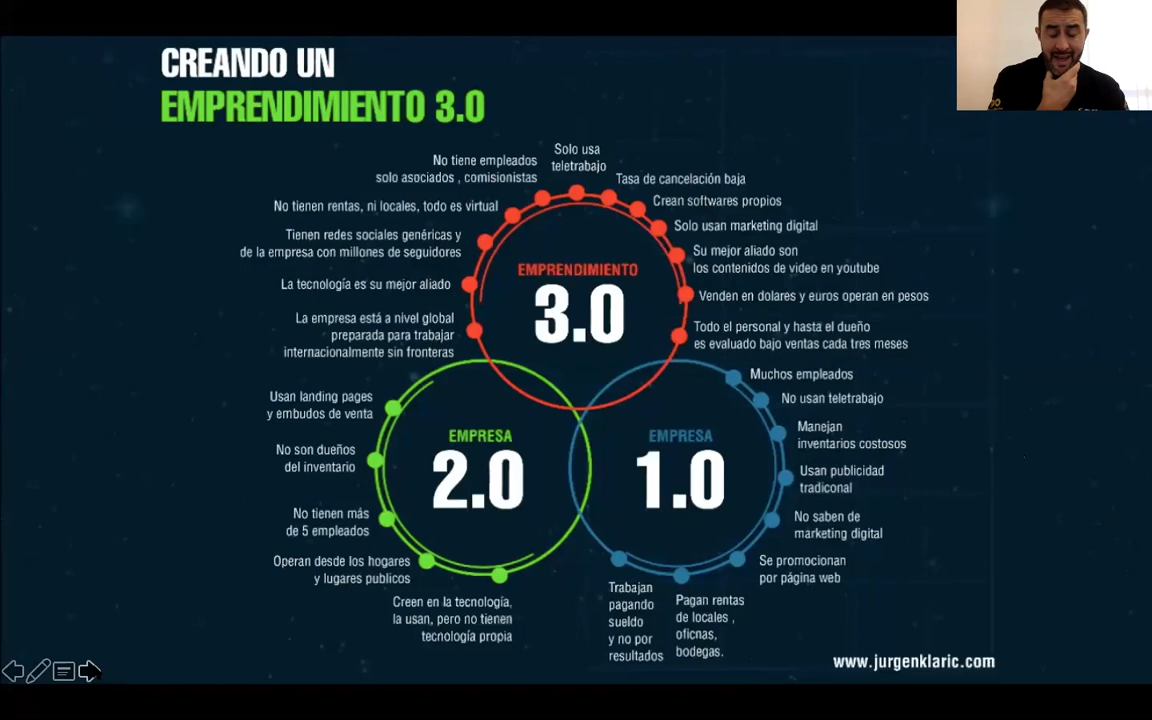 CREANDO UN
EMPRENDIMIENTO 3.0
Solo usa
teletrabajo
No tiene empleados
solo asociados , comisionistas
Tasa de cancelación baja
No tienen rentas, ni locales, todo es virtual
Crean softwares propios
Solo usan marketing digital
Tienen redes sociales genéricas y
de la empresa con millones de seguidores
Su mejor aliado son
los contenidos de video en youtube
La tecnología es su mejor aliado
Venden en dolares y euros operan en pesos
La empresa está a nivel global
preparada para trabajar
internacionalmente sin fronteras
Todo el personal y hasta el dueño
es evaluado bajo ventas cada tres meses
EMPRENDIMIENTO
3.0
Usan landing pages
y embudos de venta
No son dueños
del inventario
No tienen más
de 5 empleados
Operan desde los hogares
y lugares publicos
Creen en la tecnología,
la usan, pero no tienen
tecnología propia
EMPRESA
2.0
EMPRESA
1.0
Muchos empleados
No usan teletrabajo
Manejan
inventarios costosos
Usan publicidad
tradiconal
No saben de
marketing digital
Se promocionan
por página web
Pagan rentas
de locales ,
oficnas,
bodegas.
Trabajan
pagando
sueldo
y no por
resultados
www.jurgenklaric.com